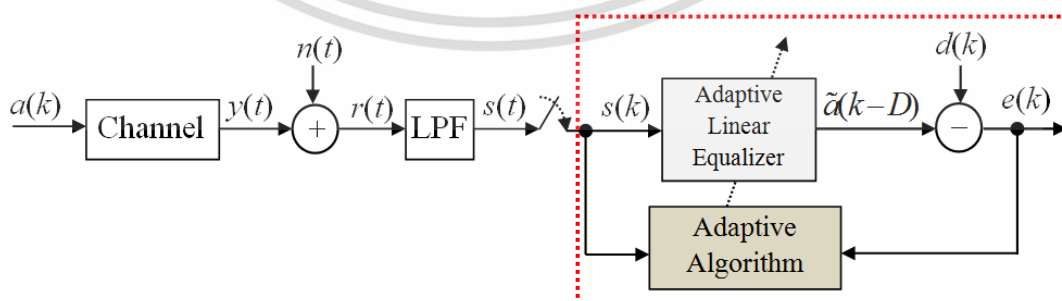 n(t)
d(k)
a(k)
Channel
y(t)
+
r(t)
LPF
s(t)
s(k)
Adaptive
Linear
Equalizer
ã(k−D)
−
e(k)
Adaptive
Algorithm